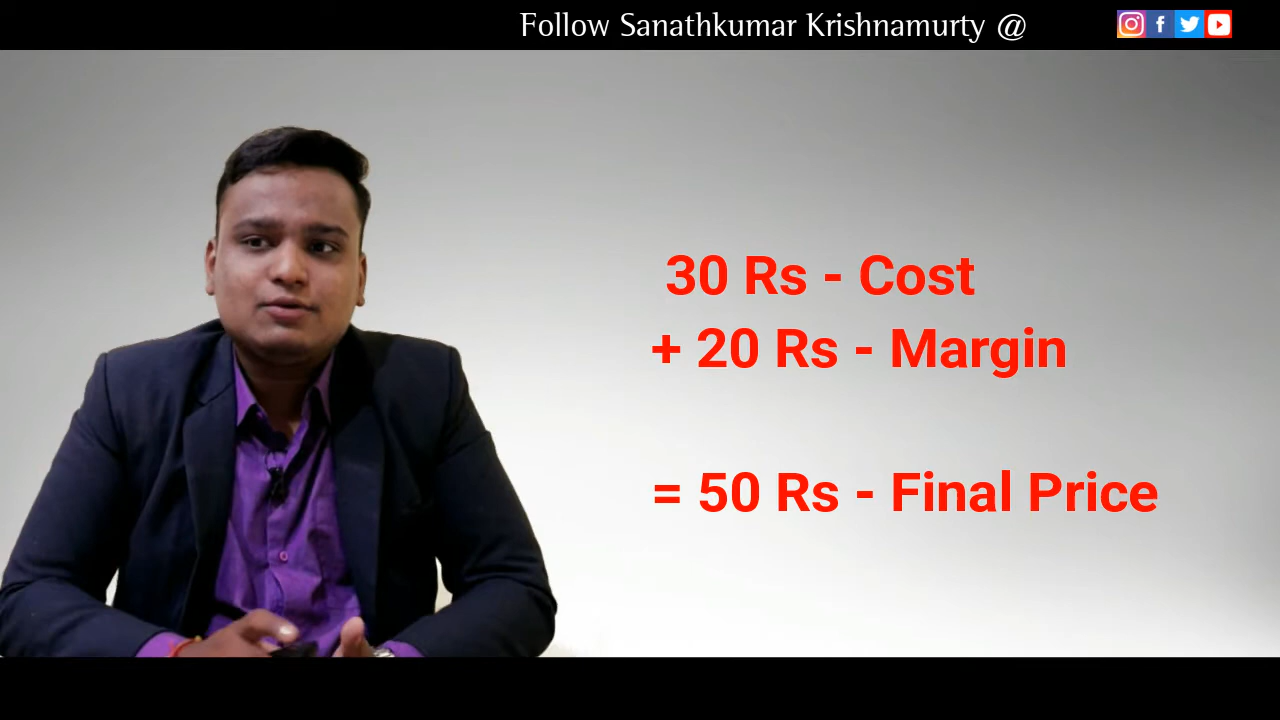 Follow Sanathkumar Krishnamurty @
30 Rs - Cost
+ 20 Rs - Margin
= 50 Rs - Final Price